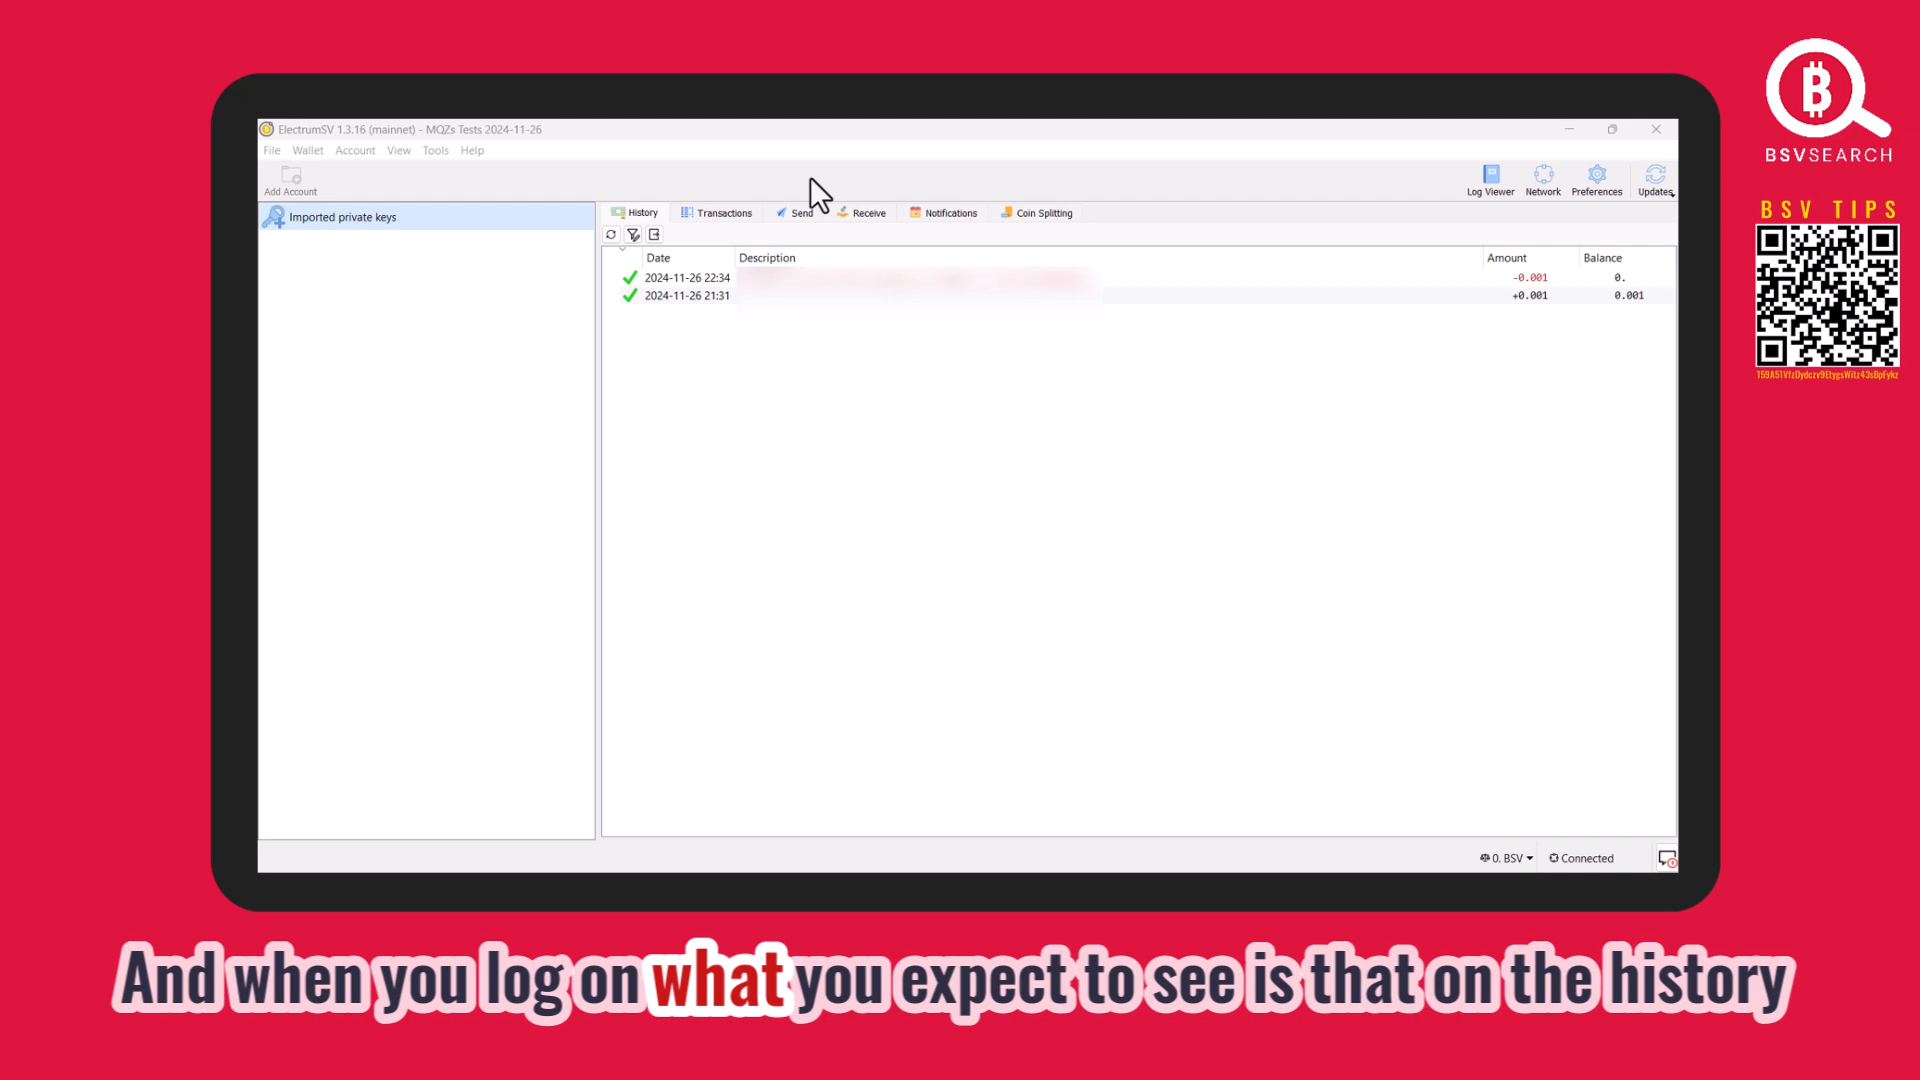 ElectrumSV 1.3.16 (mainnet) - MQZs Tests 2024-11-26
File Wallet Account View Tools Help
Add Account
Log Viewer Network Preferences Updates
Imported private keys
History Transactions Send Receive Notifications Coin Splitting
Date Description Amount Balance
2024-11-26 22:34 -0.001 0.
2024-11-26 21:31 +0.001 0.001
0. BSV Connected
BSVSEARCH
BSV TIPS
159A51VfzDydczv9EtygsWitz43sBpFykz
And when you log on what you expect to see is that on the history